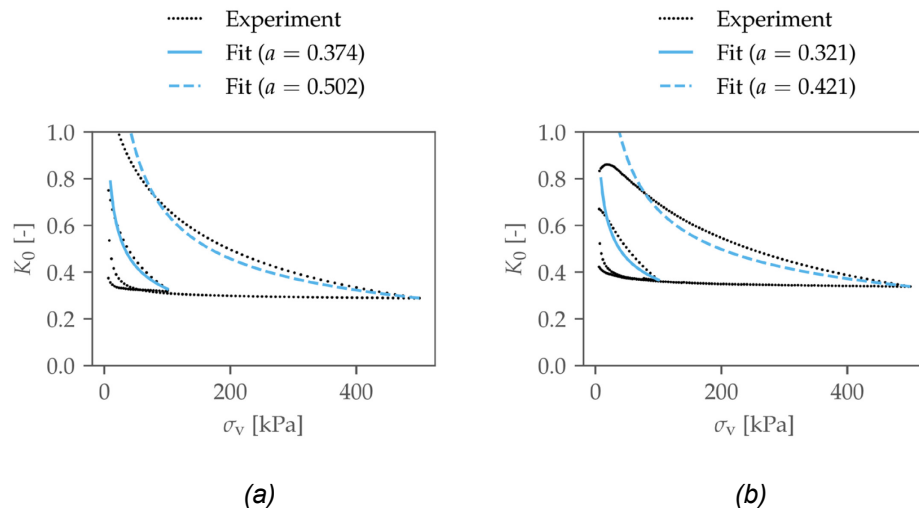 Experiment
Fit (a = 0.374)
Fit (a = 0.502)
1.0
0.8
0.6
0.4
0.2
0.0
K₀ [-]
0 200 400
σᵥ [kPa]
(a)
Experiment
Fit (a = 0.321)
Fit (a = 0.421)
1.0
0.8
0.6
0.4
0.2
0.0
K₀ [-]
0 200 400
σᵥ [kPa]
(b)